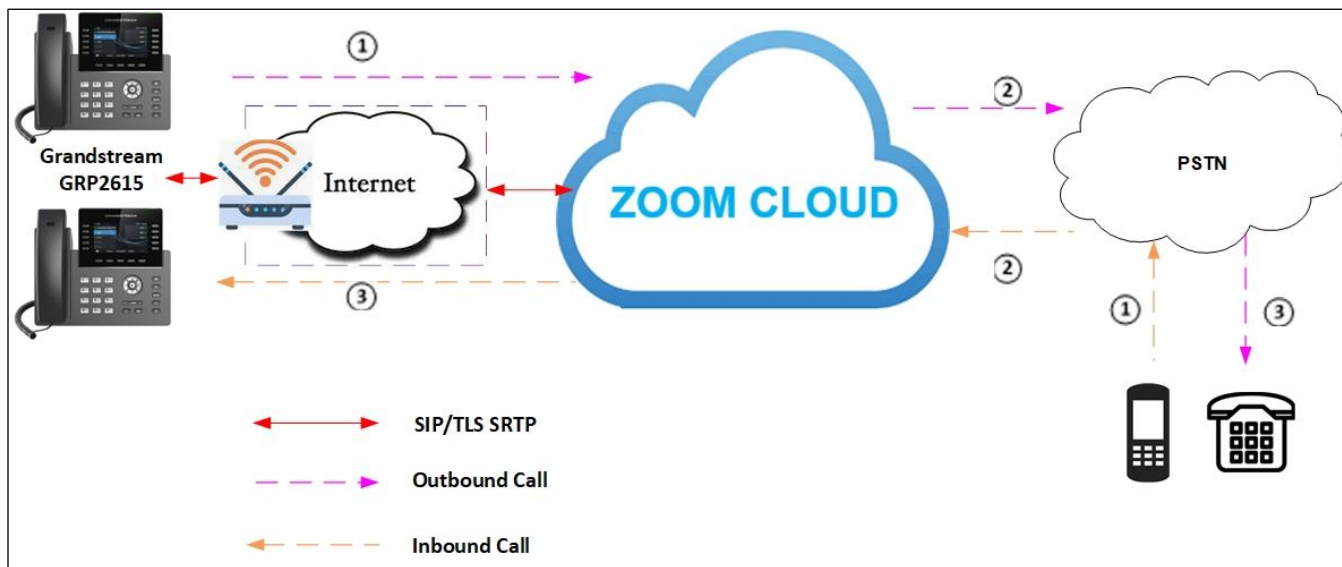 ①
②
Grandstream
GRP2615
Internet
ZOOM CLOUD
PSTN
③
②
①
③
SIP/TLS SRTP
Outbound Call
Inbound Call